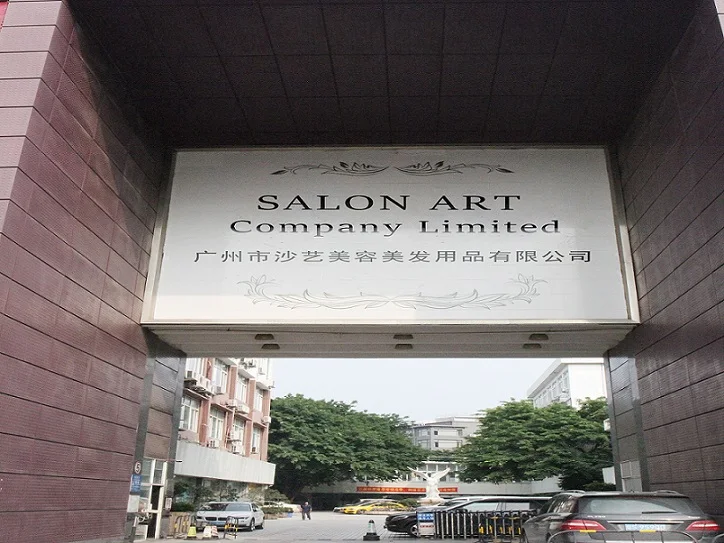 SALON ART
Company Limited
广州市沙艺美容美发用品有限公司